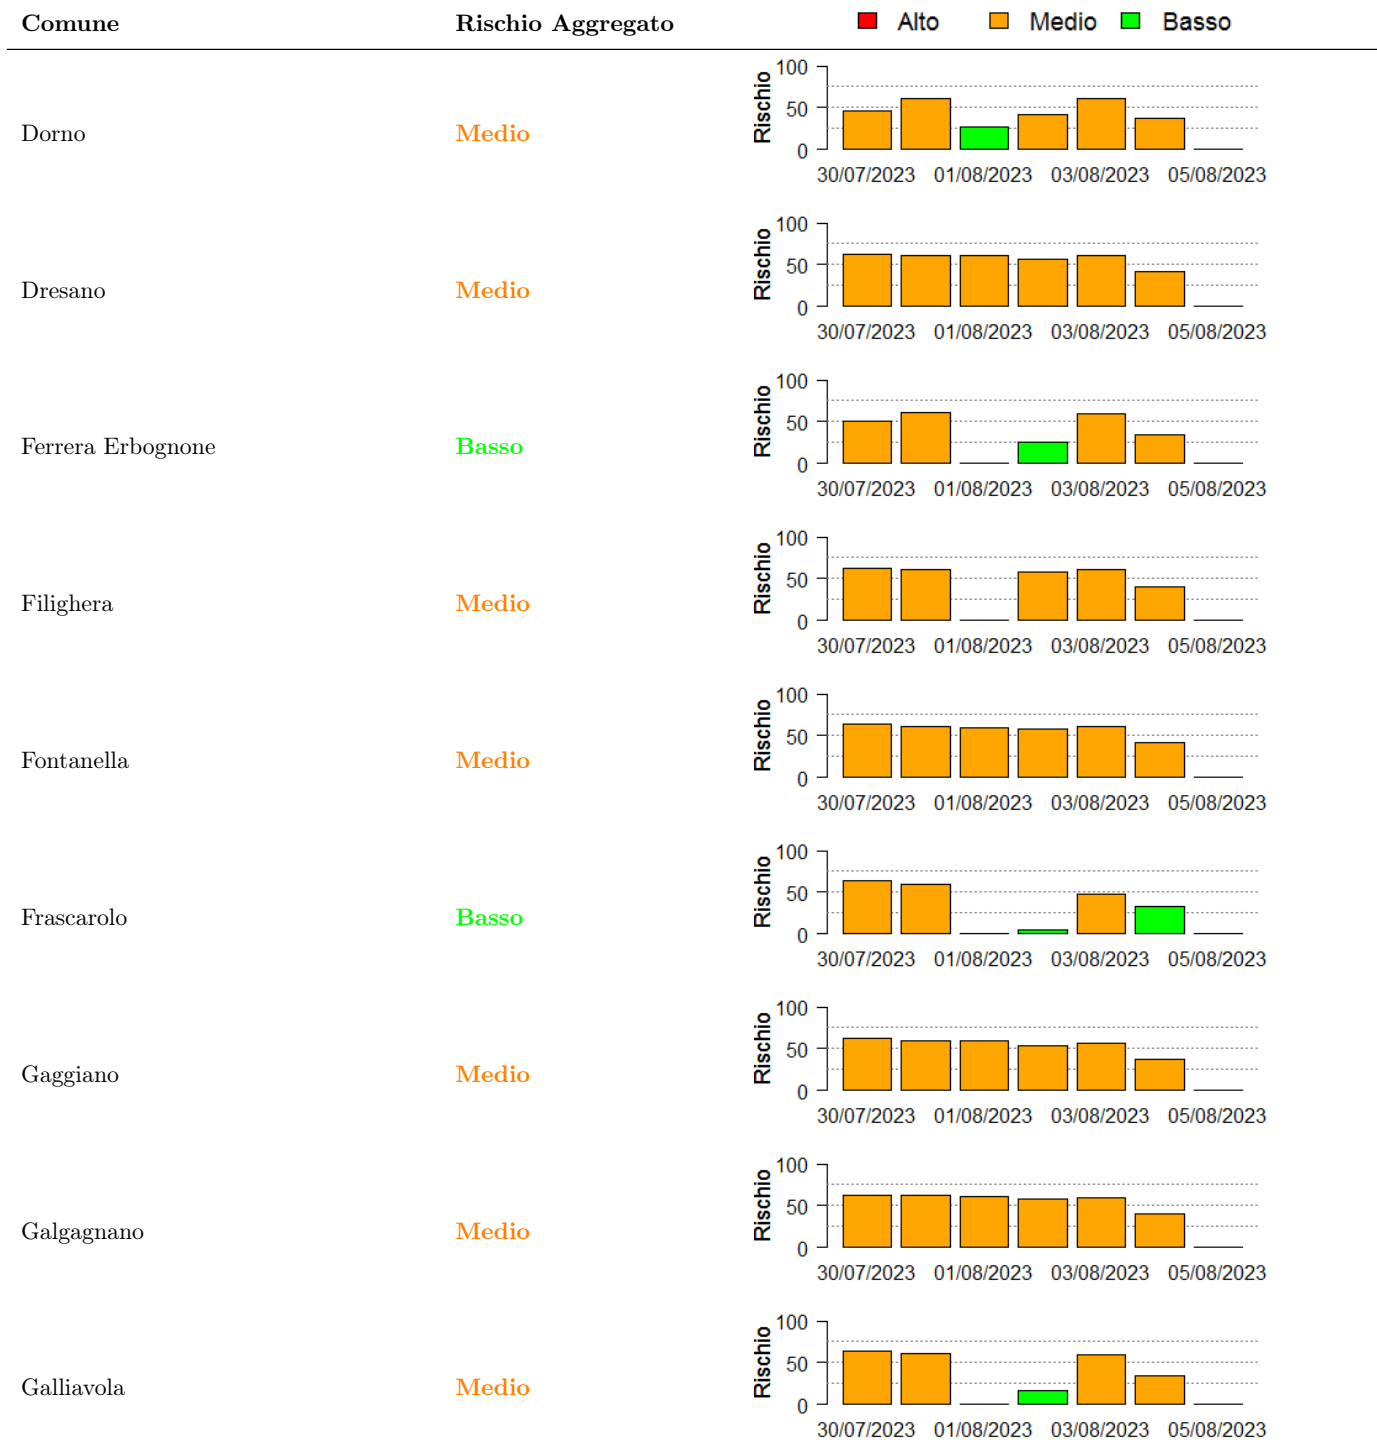 Comune Rischio Aggregato Alto Medio Basso
Dorno Medio
Rischio
100
50
0
30/07/2023 01/08/2023 03/08/2023 05/08/2023
Dresano Medio
Rischio
100
50
0
30/07/2023 01/08/2023 03/08/2023 05/08/2023
Ferrera Erbognone Basso
Rischio
100
50
0
30/07/2023 01/08/2023 03/08/2023 05/08/2023
Filighera Medio
Rischio
100
50
0
30/07/2023 01/08/2023 03/08/2023 05/08/2023
Fontanella Medio
Rischio
100
50
0
30/07/2023 01/08/2023 03/08/2023 05/08/2023
Frascarolo Basso
Rischio
100
50
0
30/07/2023 01/08/2023 03/08/2023 05/08/2023
Gaggiano Medio
Rischio
100
50
0
30/07/2023 01/08/2023 03/08/2023 05/08/2023
Galgagnano Medio
Rischio
100
50
0
30/07/2023 01/08/2023 03/08/2023 05/08/2023
Galliavola Medio
Rischio
100
50
0
30/07/2023 01/08/2023 03/08/2023 05/08/2023